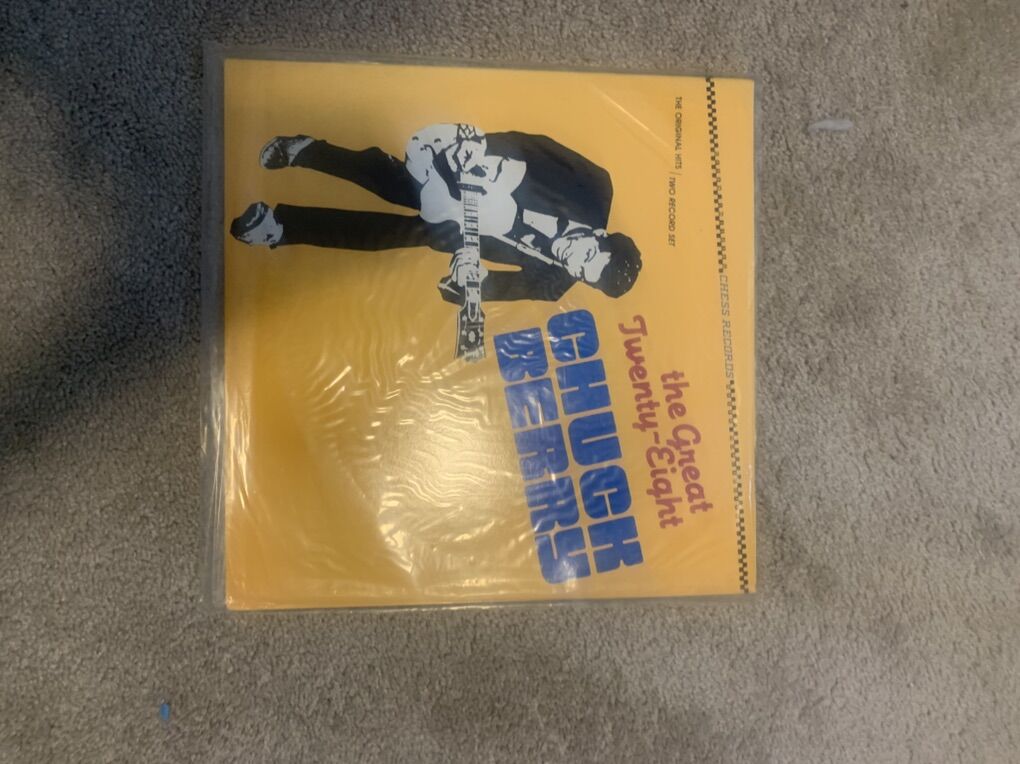 CHESS RECORDS
THE ORIGINAL HITS / TWO RECORD SET
the Great
Twenty-Eight
CHUCK
BERRY